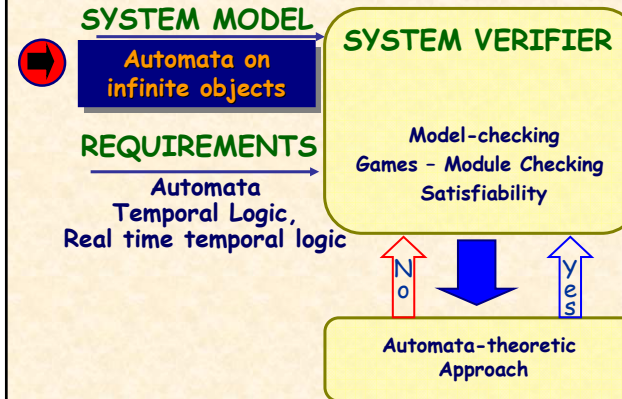 SYSTEM MODEL
Automata on
infinite objects
REQUIREMENTS
Automata
Temporal Logic,
Real time temporal logic
SYSTEM VERIFIER
Model-checking
Games – Module Checking
Satisfiability
No
Yes
Automata-theoretic
Approach